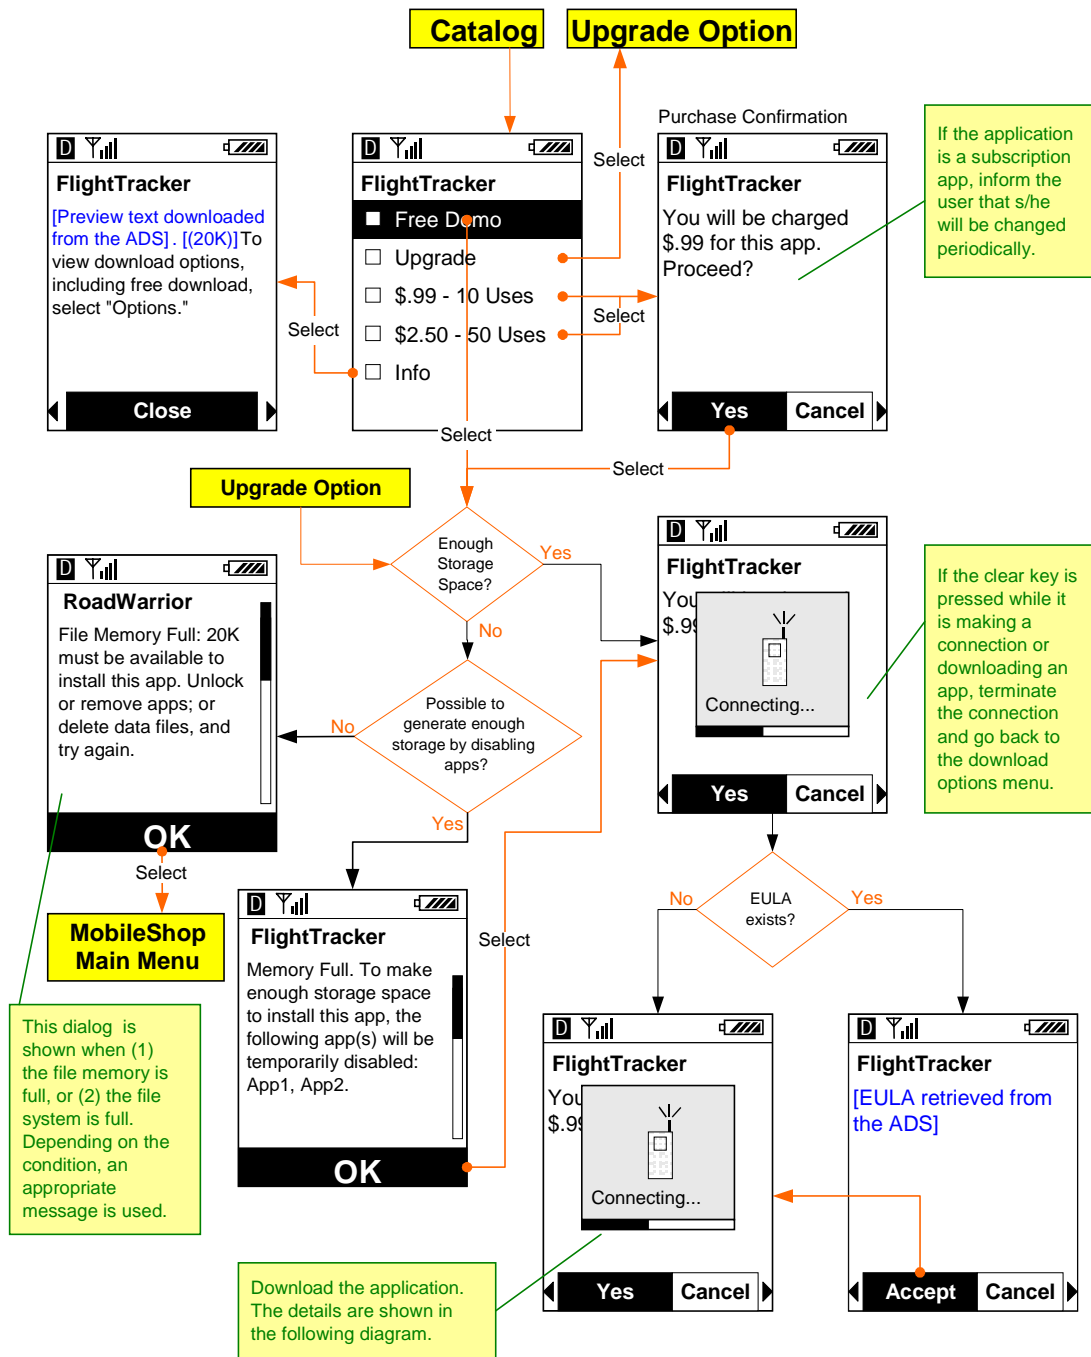 Catalog
Upgrade Option
Purchase Confirmation
D
FlightTracker
[Preview text downloaded
from the ADS] . [(20K)]To
view download options,
including free download,
select "Options."
Close
Select
D
FlightTracker
Free Demo
Upgrade
$.99 - 10 Uses
$2.50 - 50 Uses
Info
Select
Select
Select
D
FlightTracker
You will be charged
$.99 for this app.
Proceed?
Yes
Cancel
If the application
is a subscription
app, inform the
user that s/he
will be changed
periodically.
Select
Upgrade Option
Enough
Storage
Space?
Yes
No
D
RoadWarrior
File Memory Full: 20K
must be available to
install this app. Unlock
or remove apps; or
delete data files, and
try again.
OK
Select
MobileShop
Main Menu
No
Possible to
generate enough
storage by disabling
apps?
Yes
D
FlightTracker
You
$.99
Connecting...
Yes
Cancel
If the clear key is
pressed while it
is making a
connection or
downloading an
app, terminate
the connection
and go back to
the download
options menu.
This dialog is
shown when (1)
the file memory is
full, or (2) the file
system is full.
Depending on the
condition, an
appropriate
message is used.
D
FlightTracker
Memory Full. To make
enough storage space
to install this app, the
following app(s) will be
temporarily disabled:
App1, App2.
OK
Select
No
EULA
exists?
Yes
D
FlightTracker
You
$.99
Connecting...
Yes
Cancel
D
FlightTracker
[EULA retrieved from
the ADS]
Accept
Cancel
Download the application.
The details are shown in
the following diagram.